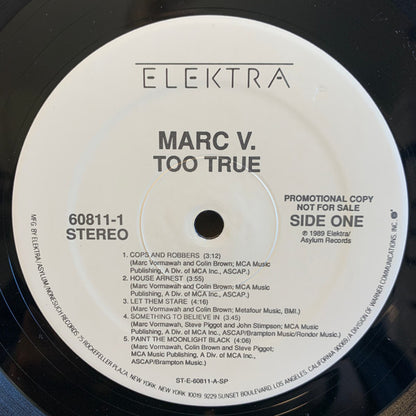 ELEKTRA
MARC V.
TOO TRUE
60811-1
STEREO
PROMOTIONAL COPY
NOT FOR SALE
SIDE ONE
℗ 1989 Elektra/
Asylum Records
1. COPS AND ROBBERS (3:12)
(Marc Vormawah and Colin Brown; MCA Music
Publishing, A Div. of MCA Inc., ASCAP.)
2. HOUSE ARREST (3:55)
(Marc Vormawah and Colin Brown; MCA Music
Publishing, A Div. of MCA Inc., ASCAP.)
3. LET THEM STARE (4:16)
(Marc Vormawah and Colin Brown; Metafour Music, BMI.)
4. SOMETHING TO BELIEVE IN (3:45)
(Marc Vormawah, Steve Piggot and John Stimpson; MCA Music
Publishing, A Div. of MCA Inc., ASCAP/Brampton Music/Rondor Music.)
5. PAINT THE MOONLIGHT BLACK (4:06)
(Marc Vormawah, Colin Brown and Steve Piggot;
MCA Music Publishing, A Div. of MCA Inc.,
ASCAP/Brampton Music.)
ST-E-60811-A-SP
MFG. BY ELEKTRA/ASYLUM/NONESUCH RECORDS 75 ROCKEFELLER PLAZA, NEW YORK, NEW YORK 10019. 9229 SUNSET BOULEVARD, LOS ANGELES, CALIFORNIA 90069, A DIVISION OF WARNER COMMUNICATIONS, INC.